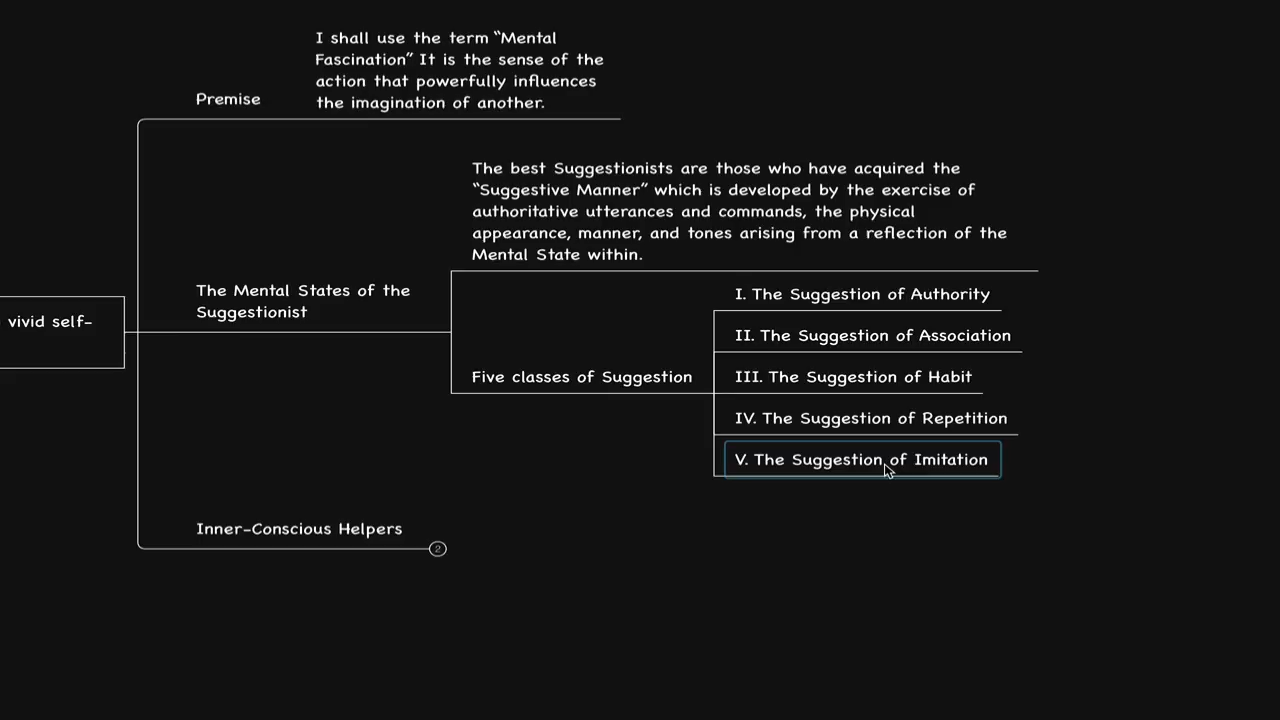 I shall use the term “Mental
Fascination” It is the sense of the
action that powerfully influences
the imagination of another.
Premise
The best Suggestionists are those who have acquired the
“Suggestive Manner” which is developed by the exercise of
authoritative utterances and commands, the physical
appearance, manner, and tones arising from a reflection of the
Mental State within.
The Mental States of the
Suggestionist
vivid self-
I. The Suggestion of Authority
II. The Suggestion of Association
Five classes of Suggestion
III. The Suggestion of Habit
IV. The Suggestion of Repetition
V. The Suggestion of Imitation
Inner-Conscious Helpers
2